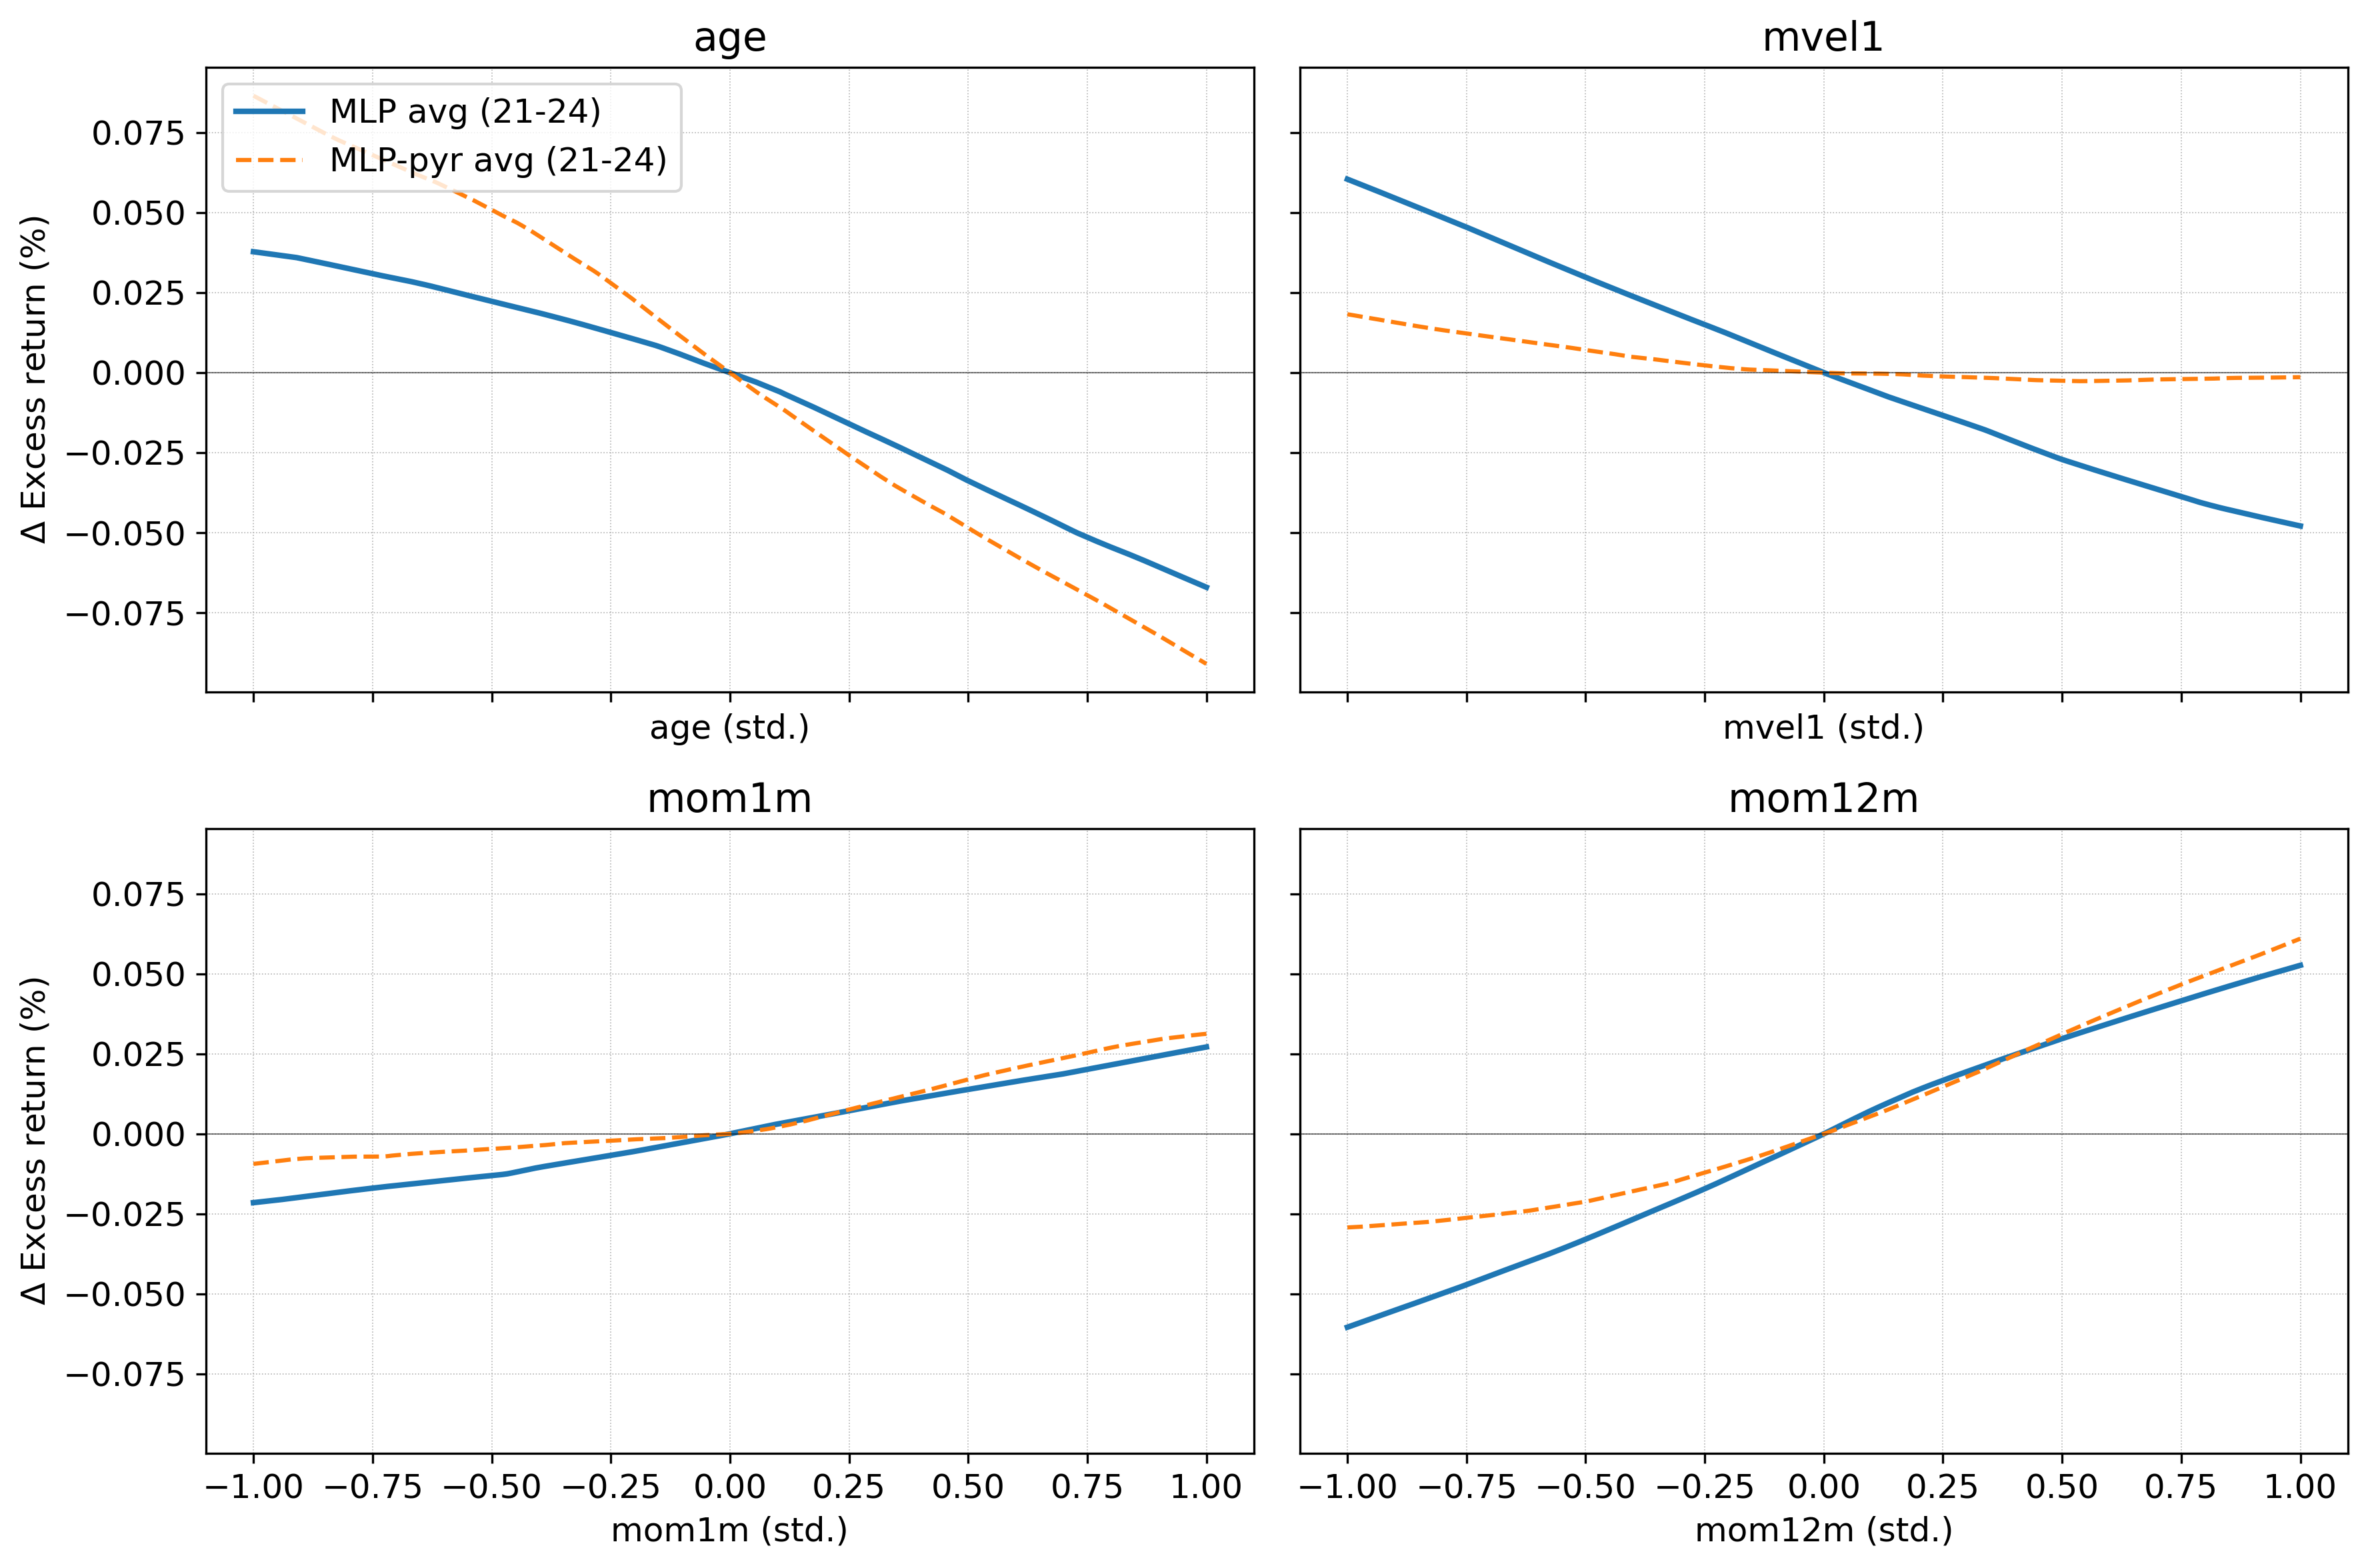 age
MLP avg (21-24)
MLP-pyr avg (21-24)
0.075
0.050
0.025
0.000
−0.025
−0.050
−0.075
Δ Excess return (%)
age (std.)
mvel1
mvel1 (std.)
mom1m
0.075
0.050
0.025
0.000
−0.025
−0.050
−0.075
Δ Excess return (%)
−1.00 −0.75 −0.50 −0.25 0.00 0.25 0.50 0.75 1.00
mom1m (std.)
mom12m
−1.00 −0.75 −0.50 −0.25 0.00 0.25 0.50 0.75 1.00
mom12m (std.)